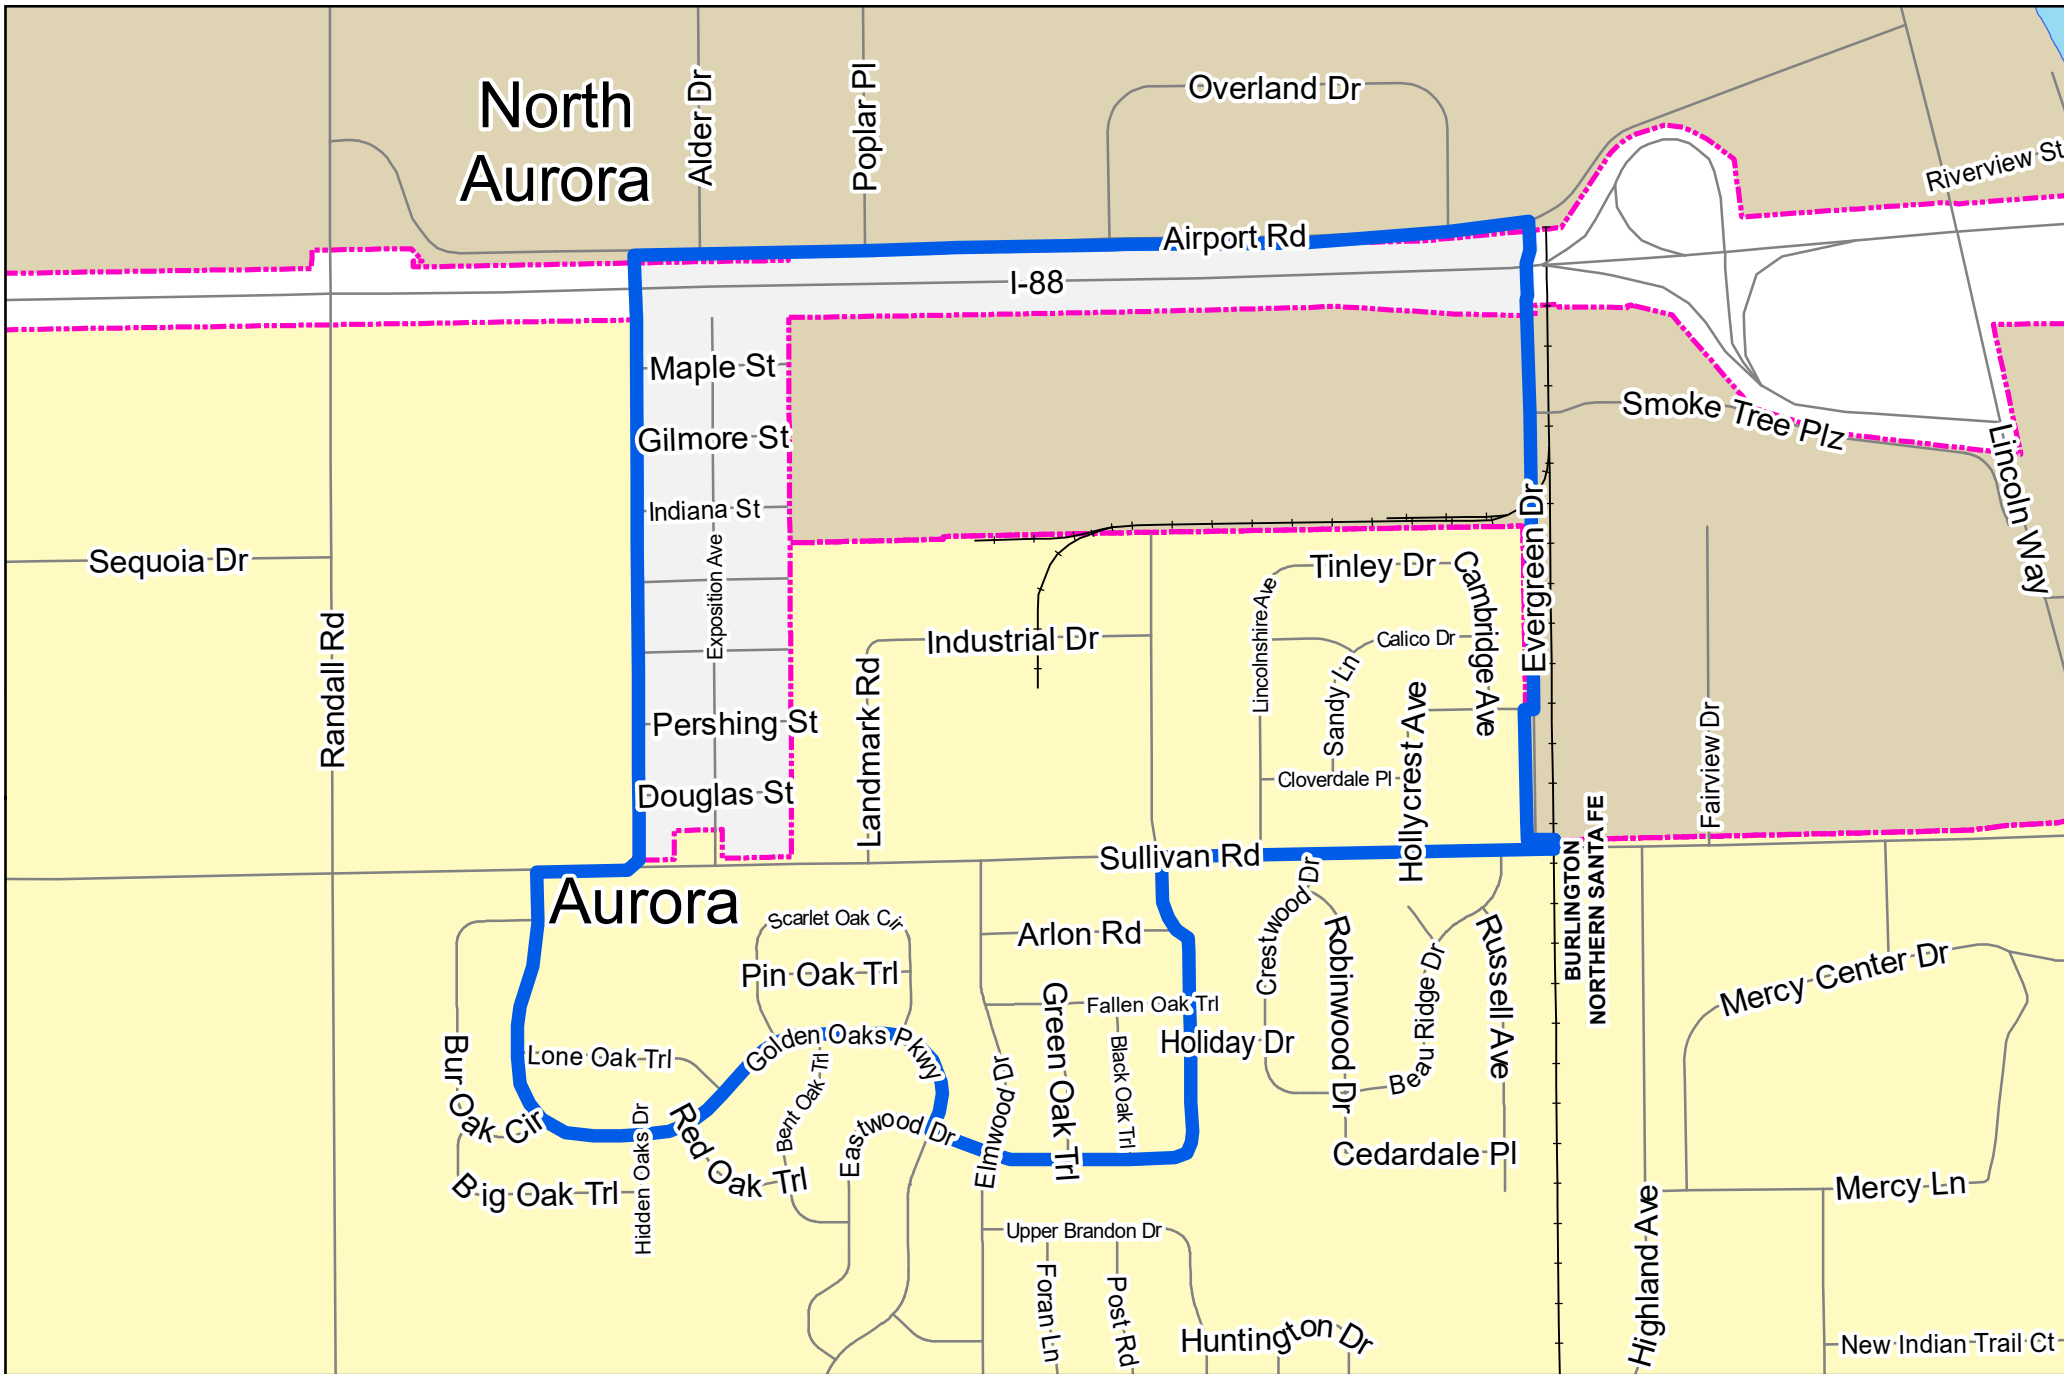 North
Aurora
Alder Dr
Poplar Pl
Overland Dr
Riverview St
Airport Rd
I-88
Maple St
Gilmore St
Indiana St
Exposition Ave
Pershing St
Douglas St
Sequoia Dr
Randall Rd
Smoke Tree Plz
Lincoln Way
Evergreen Dr
Tinley Dr
Cambridge Ave
Lincolnshire Ave
Calico Dr
Sandy Ln
Industrial Dr
Landmark Rd
Hollycrest Ave
Cloverdale Pl
Fairview Dr
Sullivan Rd
BURLINGTON
NORTHERN SANTA FE
Aurora
Scarlet Oak Cir
Pin Oak Trl
Arlon Rd
Crestwood Dr
Robinwood Dr
Beau Ridge Dr
Russell Ave
Mercy Center Dr
Green Oak Trl
Fallen Oak Trl
Black Oak Trl
Holiday Dr
Golden Oaks Pkwy
Lone Oak Trl
Bur Oak Cir
Bent Oak Trl
Red Oak Trl
Hidden Oaks Dr
Big Oak Trl
Eastwood Dr
Elmwood Dr
Cedardale Pl
Mercy Ln
Highland Ave
Upper Brandon Dr
Foran Ln
Post Rd
Huntington Dr
New Indian Trail Ct